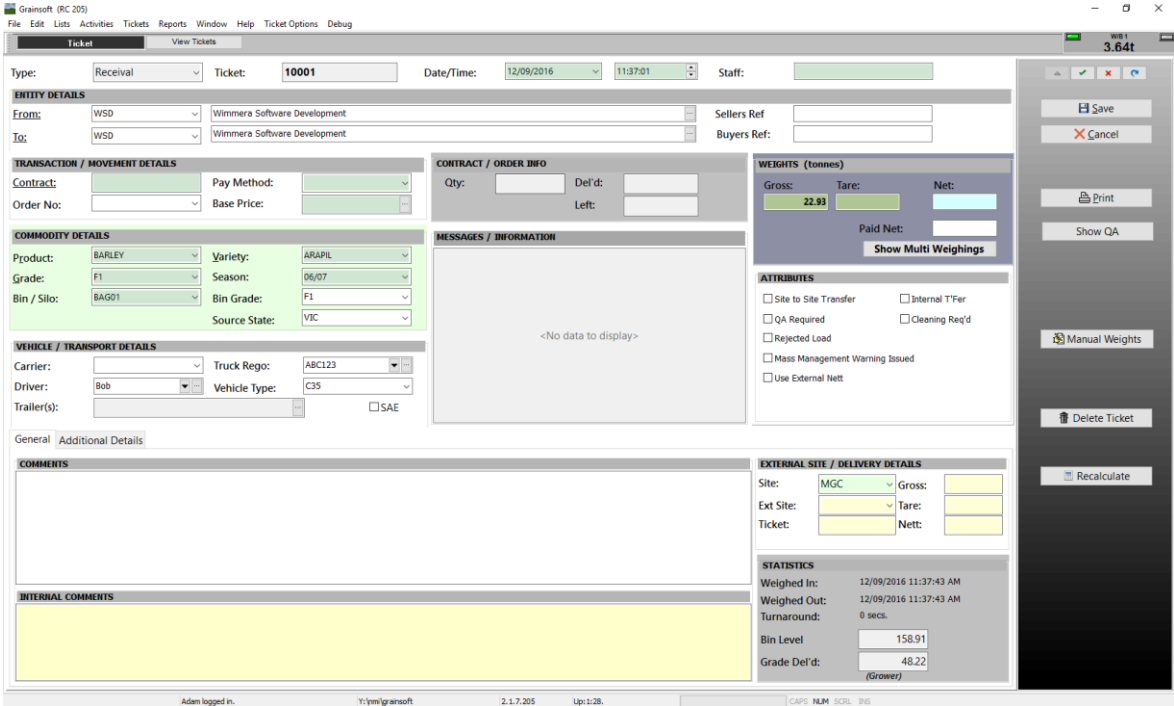 Grainsoft (RC 205)
File Edit Lists Activities Tickets Reports Window Help Ticket Options Debug
Ticket View Tickets
W/B 1
3.64t
Type: Receival Ticket: 10001 Date/Time: 12/09/2016 11:37:01 Staff:
ENTITY DETAILS
From: WSD Wimmera Software Development ... Sellers Ref
To: WSD Wimmera Software Development ... Buyers Ref:
Save
Cancel
Print
Show QA
Manual Weights
Delete Ticket
Recalculate
TRANSACTION / MOVEMENT DETAILS
Contract: Pay Method:
Order No: Base Price: ...
CONTRACT / ORDER INFO
Qty: Del'd:
Left:
WEIGHTS (tonnes)
Gross: Tare: Net:
22.93
Paid Net:
Show Multi Weighings
COMMODITY DETAILS
Product: BARLEY Variety: ARAPIL
Grade: F1 Season: 06/07
Bin / Silo: BAG01 Bin Grade: F1
Source State: VIC
MESSAGES / INFORMATION
<No data to display>
ATTRIBUTES
Site to Site Transfer Internal T'Fer
QA Required Cleaning Req'd
Rejected Load
Mass Management Warning Issued
Use External Nett
VEHICLE / TRANSPORT DETAILS
Carrier: Truck Rego: ABC123 ...
Driver: Bob ... Vehicle Type: C35
Trailer(s): ... SAE
General Additional Details
COMMENTS
INTERNAL COMMENTS
EXTERNAL SITE / DELIVERY DETAILS
Site: MGC Gross:
Ext Site: Tare:
Ticket: Nett:
STATISTICS
Weighed In: 12/09/2016 11:37:43 AM
Weighed Out: 12/09/2016 11:37:43 AM
Turnaround: 0 secs.
Bin Level 158.91
Grade Del'd: 48.22
(Grower)
Adam logged in. Y:\nmi\grainsoft 2.1.7.205 Up:1:28. CAPS NUM SCRL INS